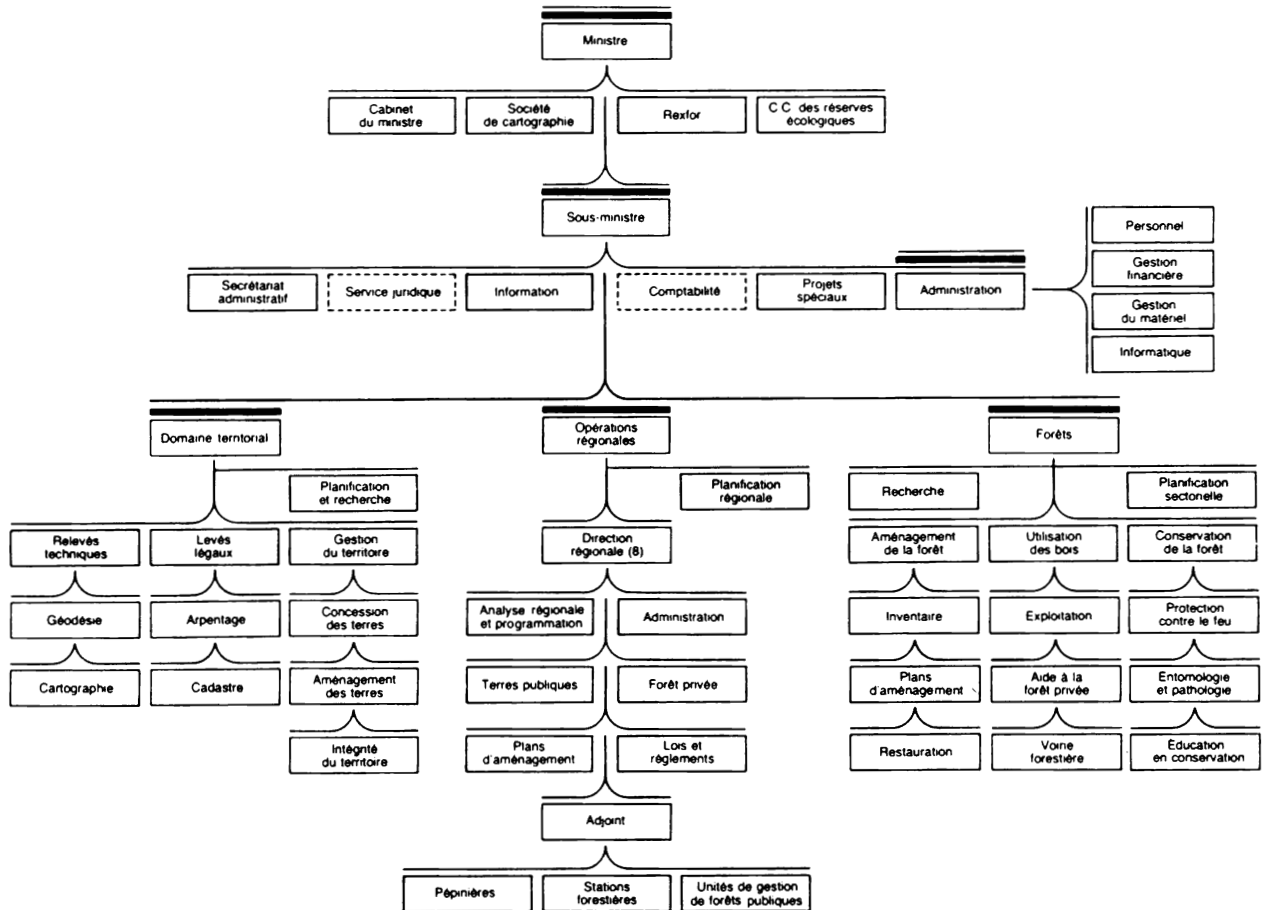 Ministre
Cabinet
du ministre
Société
de cartographie
Rexfor
C C des réserves
écologiques
Sous-ministre
Secrétariat
administratif
Service juridique
Information
Comptabilité
Projets
spéciaux
Administration
Personnel
Gestion
financière
Gestion
du matériel
Informatique
Domaine territorial
Opérations
régionales
Forêts
Planification
et recherche
Planification
régionale
Recherche
Planification
sectorielle
Relevés
techniques
Levés
légaux
Gestion
du territoire
Direction
régionale (8)
Aménagement
de la forêt
Utilisation
des bois
Conservation
de la forêt
Géodésie
Arpentage
Concession
des terres
Analyse régionale
et programmation
Administration
Inventaire
Exploitation
Protection
contre le feu
Cartographie
Cadastre
Aménagement
des terres
Terres publiques
Forêt privée
Plans
d'aménagement
Aide à la
forêt privée
Entomologie
et pathologie
Intégrité
du territoire
Plans
d'aménagement
Lois et
règlements
Restauration
Voirie
forestière
Éducation
en conservation
Adjoint
Pépinières
Stations
forestières
Unités de gestion
de forêts publiques